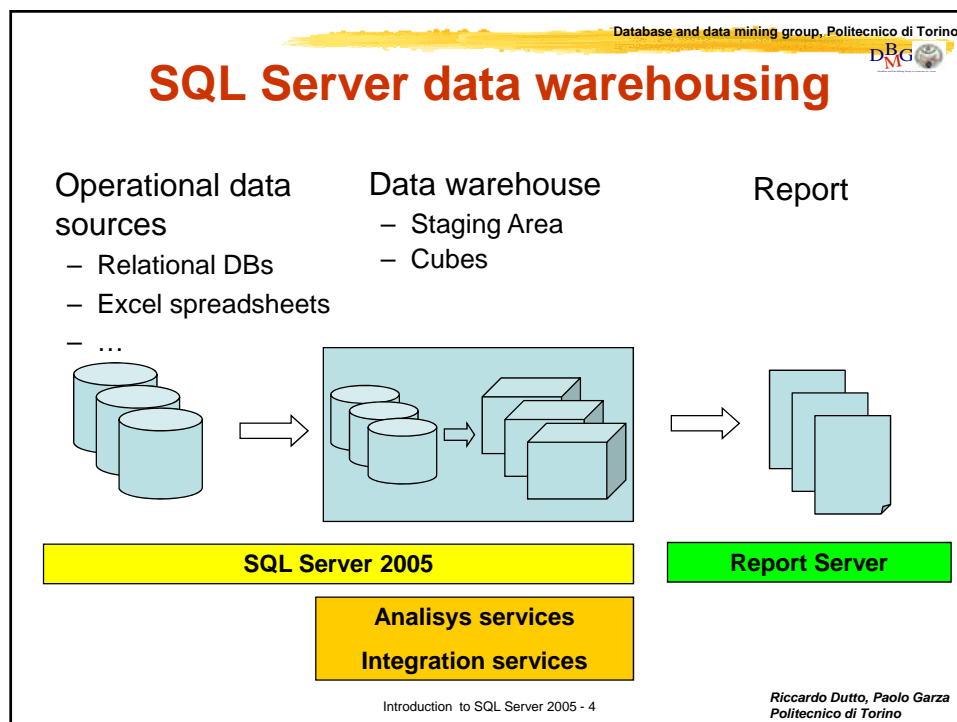 Database and data mining group, Politecnico di Torino
DBMG
SQL Server data warehousing
Operational data
sources
– Relational DBs
– Excel spreadsheets
– …
Data warehouse
– Staging Area
– Cubes
Report
SQL Server 2005
Report Server
Analisys services
Integration services
Introduction to SQL Server 2005 - 4
Riccardo Dutto, Paolo Garza
Politecnico di Torino